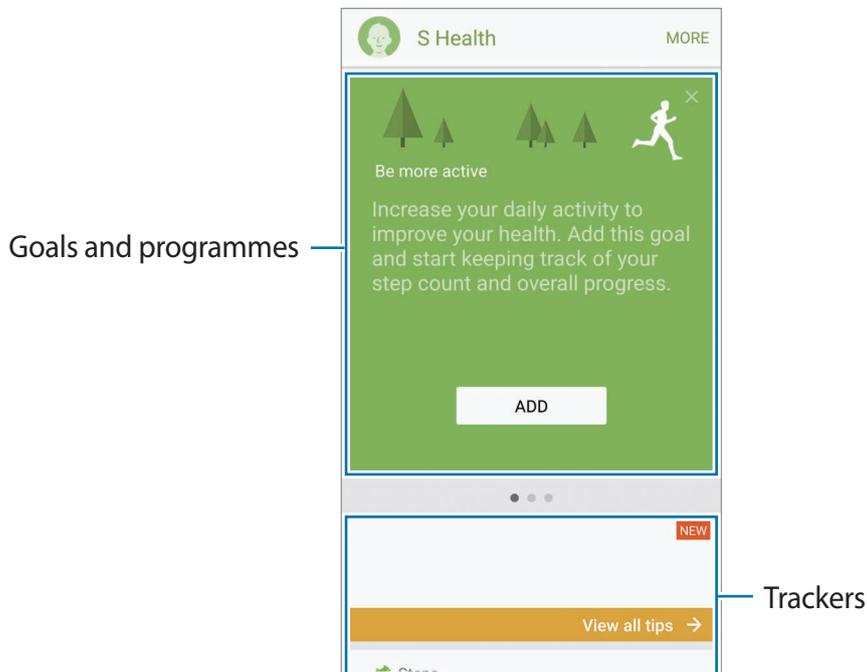 S Health
MORE
Be more active
Increase your daily activity to
improve your health. Add this goal
and start keeping track of your
step count and overall progress.
Goals and programmes
ADD
NEW
View all tips
Trackers
Steps